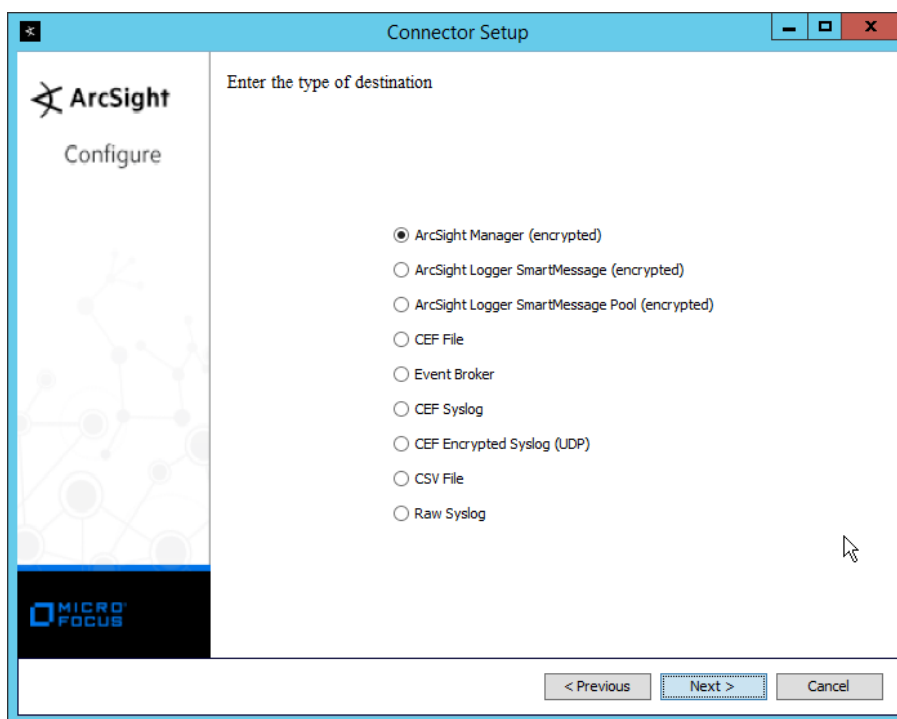 Connector Setup
ArcSight
Configure
Enter the type of destination
ArcSight Manager (encrypted)
ArcSight Logger SmartMessage (encrypted)
ArcSight Logger SmartMessage Pool (encrypted)
CEF File
Event Broker
CEF Syslog
CEF Encrypted Syslog (UDP)
CSV File
Raw Syslog
MICRO
FOCUS
< Previous
Next >
Cancel